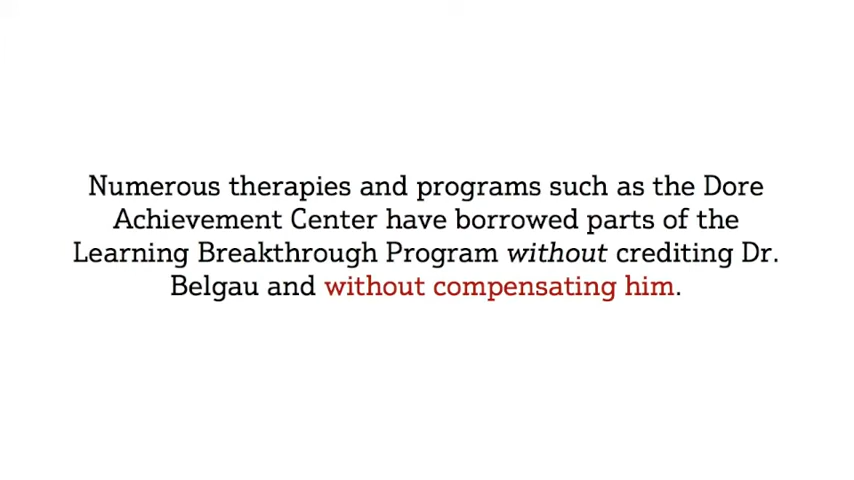 Numerous therapies and programs such as the Dore
Achievement Center have borrowed parts of the
Learning Breakthrough Program without crediting Dr.
Belgau and without compensating him.